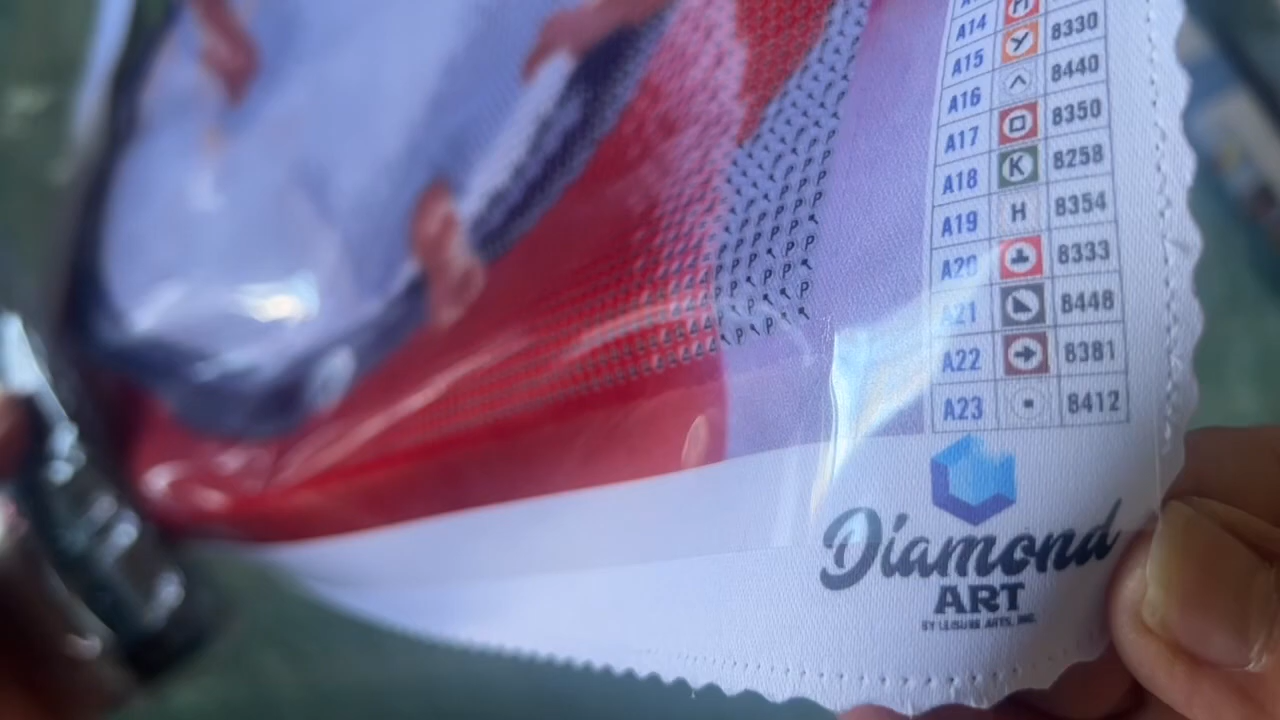 A14 8330
A15 Y 8440
A16 8350
A17 8258
A18 K 8354
A19 H 8333
A20 8448
A21 8381
A22 8412
A23
Diamond
ART
BY LEISURE ARTS, INC.